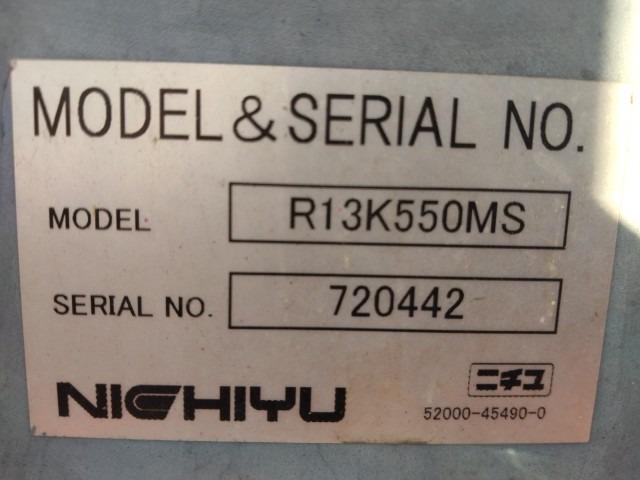 MODEL & SERIAL NO.
MODEL R13K550MS
SERIAL NO. 720442
NICHIYU ニチユ
52000-45490-0